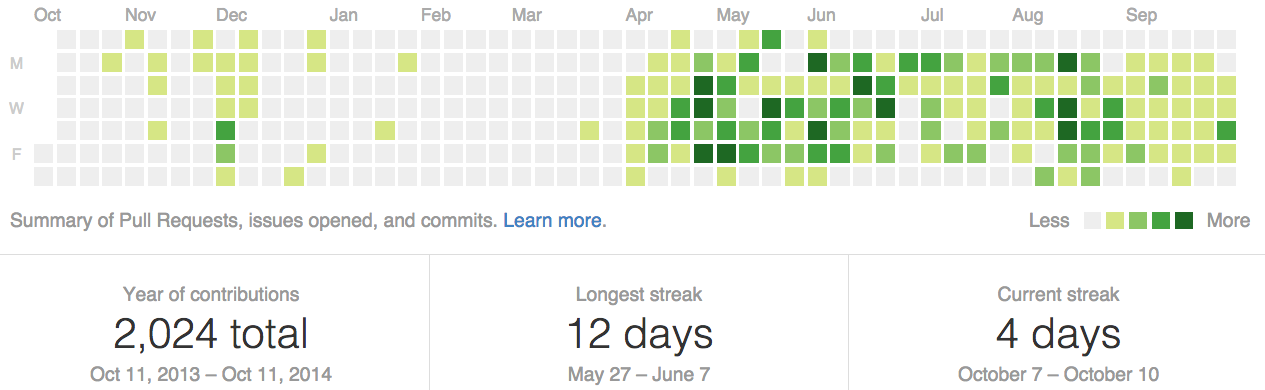 Oct Nov Dec Jan Feb Mar Apr May Jun Jul Aug Sep
M
W
F
Summary of Pull Requests, issues opened, and commits. Learn more. Less More
Year of contributions Longest streak Current streak
2,024 total 12 days 4 days
Oct 11, 2013 – Oct 11, 2014 May 27 – June 7 October 7 – October 10